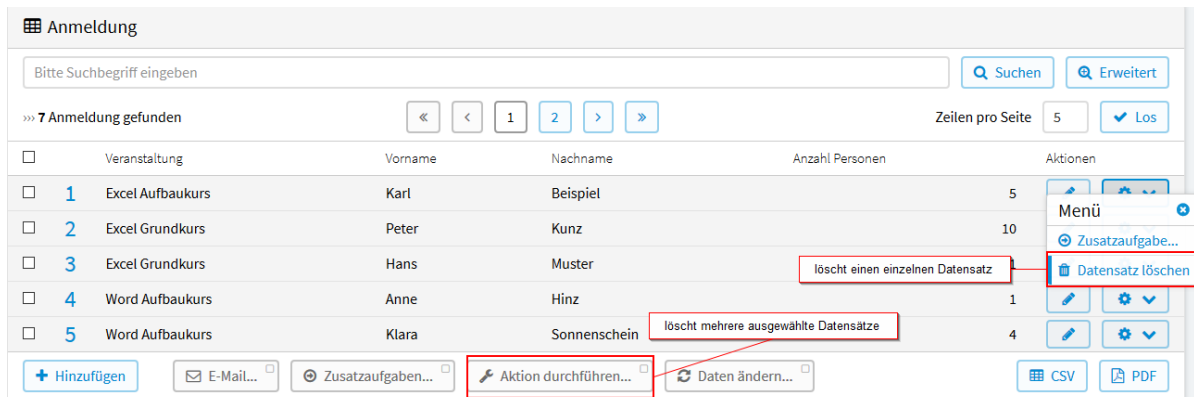 Anmeldung
Bitte Suchbegriff eingeben
Suchen
Erweitert
››› 7 Anmeldung gefunden
«
‹
1
2
›
»
Zeilen pro Seite
5
Los
Veranstaltung Vorname Nachname Anzahl Personen Aktionen
1 Excel Aufbaukurs Karl Beispiel 5
2 Excel Grundkurs Peter Kunz 10
3 Excel Grundkurs Hans Muster 1
4 Word Aufbaukurs Anne Hinz 1
5 Word Aufbaukurs Klara Sonnenschein 4
Menü
Zusatzaufgabe...
Datensatz löschen
löscht einen einzelnen Datensatz
löscht mehrere ausgewählte Datensätze
Hinzufügen
E-Mail...
Zusatzaufgaben...
Aktion durchführen...
Daten ändern...
CSV
PDF